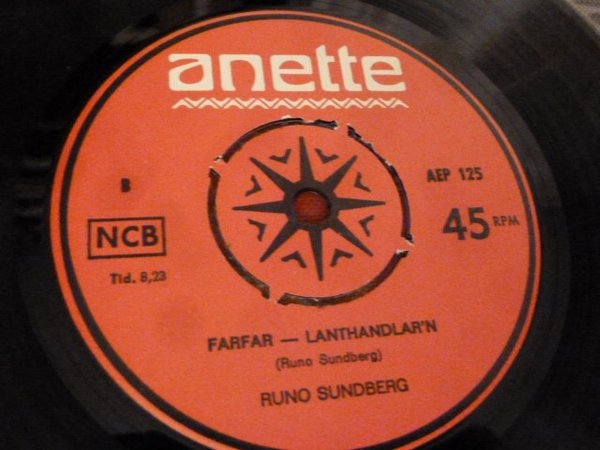 anette
B
AEP 125
NCB
45 RPM
Tid. 8,23
FARFAR — LANTHANDLAR'N
(Runo Sundberg)
RUNO SUNDBERG